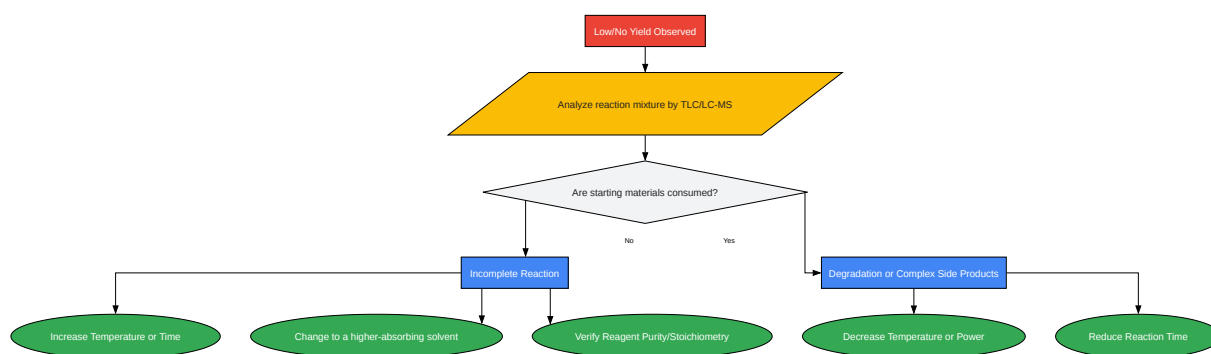 Low/No Yield Observed
Analyze reaction mixture by TLC/LC-MS
Are starting materials consumed?
No
Yes
Incomplete Reaction
Degradation or Complex Side Products
Increase Temperature or Time
Change to a higher-absorbing solvent
Verify Reagent Purity/Stoichiometry
Decrease Temperature or Power
Reduce Reaction Time